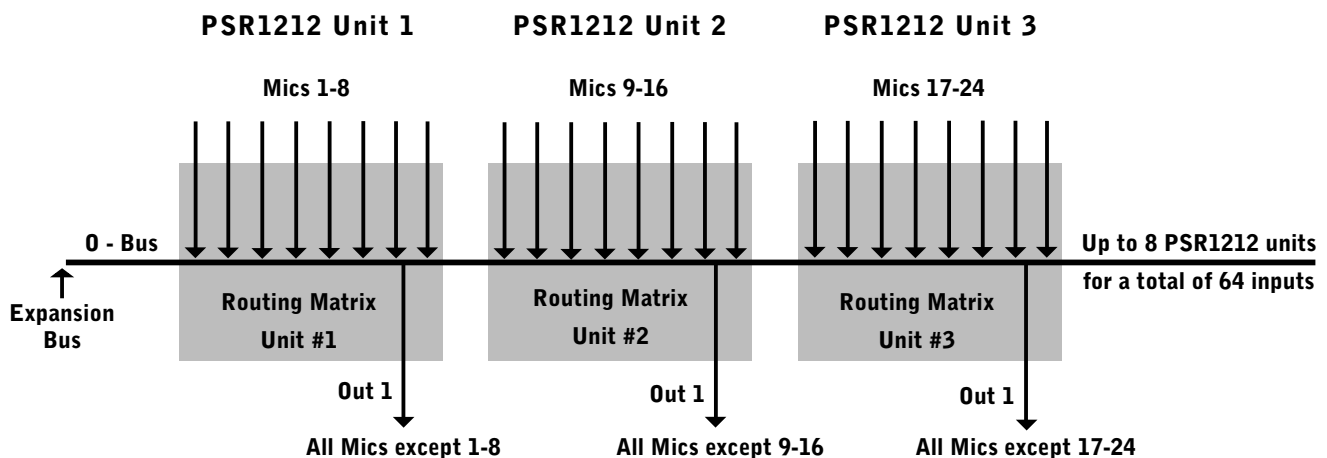 PSR1212 Unit 1
PSR1212 Unit 2
PSR1212 Unit 3
Mics 1-8
Mics 9-16
Mics 17-24
O - Bus
Up to 8 PSR1212 units
for a total of 64 inputs
Expansion
Bus
Routing Matrix
Unit #1
Routing Matrix
Unit #2
Routing Matrix
Unit #3
Out 1
Out 1
Out 1
All Mics except 1-8
All Mics except 9-16
All Mics except 17-24